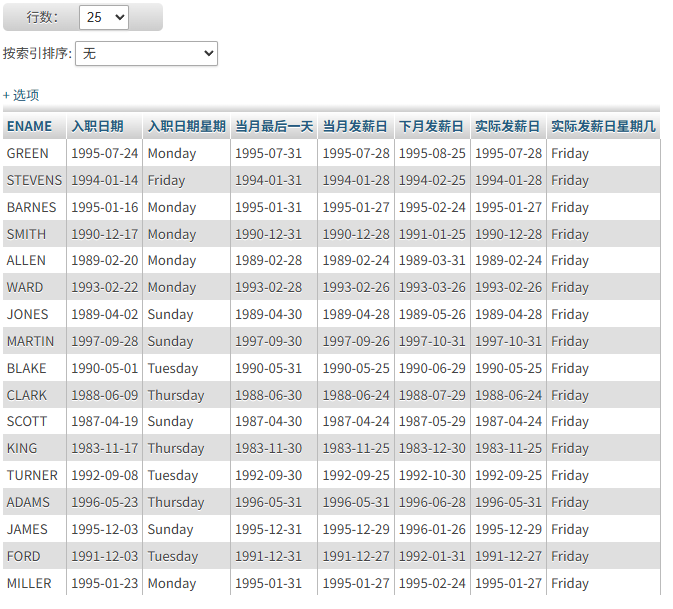 行数: 25
按索引排序: 无
+ 选项
ENAME 入职日期 入职日期星期 当月最后一天 当月发薪日 下月发薪日 实际发薪日 实际发薪日星期几
GREEN 1995-07-24 Monday 1995-07-31 1995-07-28 1995-08-25 1995-07-28 Friday
STEVENS 1994-01-14 Friday 1994-01-31 1994-01-28 1994-02-25 1994-01-28 Friday
BARNES 1995-01-16 Monday 1995-01-31 1995-01-27 1995-02-24 1995-01-27 Friday
SMITH 1990-12-17 Monday 1990-12-31 1990-12-28 1991-01-25 1990-12-28 Friday
ALLEN 1989-02-20 Monday 1989-02-28 1989-02-24 1989-03-31 1989-02-24 Friday
WARD 1993-02-22 Monday 1993-02-28 1993-02-26 1993-03-26 1993-02-26 Friday
JONES 1989-04-02 Sunday 1989-04-30 1989-04-28 1989-05-26 1989-04-28 Friday
MARTIN 1997-09-28 Sunday 1997-09-30 1997-09-26 1997-10-31 1997-10-31 Friday
BLAKE 1990-05-01 Tuesday 1990-05-31 1990-05-25 1990-06-29 1990-05-25 Friday
CLARK 1988-06-09 Thursday 1988-06-30 1988-06-24 1988-07-29 1988-06-24 Friday
SCOTT 1987-04-19 Sunday 1987-04-30 1987-04-24 1987-05-29 1987-04-24 Friday
KING 1983-11-17 Thursday 1983-11-30 1983-11-25 1983-12-30 1983-11-25 Friday
TURNER 1992-09-08 Tuesday 1992-09-30 1992-09-25 1992-10-30 1992-09-25 Friday
ADAMS 1996-05-23 Thursday 1996-05-31 1996-05-31 1996-06-28 1996-05-31 Friday
JAMES 1995-12-03 Sunday 1995-12-31 1995-12-29 1996-01-26 1995-12-29 Friday
FORD 1991-12-03 Tuesday 1991-12-31 1991-12-27 1992-01-31 1991-12-27 Friday
MILLER 1995-01-23 Monday 1995-01-31 1995-01-27 1995-02-24 1995-01-27 Friday